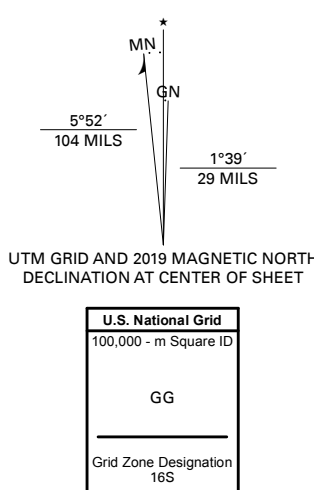 ★
MN
GN
5°52´
104 MILS
1°39´
29 MILS
UTM GRID AND 2019 MAGNETIC NORTH
DECLINATION AT CENTER OF SHEET
U.S. National Grid
100,000 - m Square ID
GG
Grid Zone Designation
16S